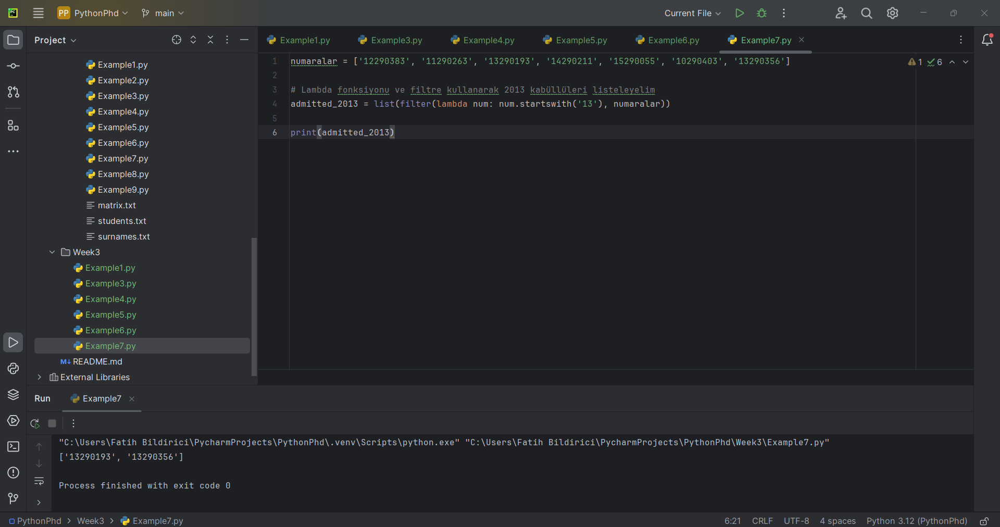 PC
PP PythonPhd main Current File
Project
Example1.py Example3.py Example4.py Example5.py Example6.py Example7.py
Example1.py
Example2.py
Example3.py
Example4.py
Example5.py
Example6.py
Example7.py
Example8.py
Example9.py
matrix.txt
students.txt
surnames.txt
Week3
Example1.py
Example3.py
Example4.py
Example5.py
Example6.py
Example7.py
M↓ README.md
External Libraries
1 numaralar = ['12290383', '11290263', '13290193', '14290211', '15290055', '10290403', '13290356']
1 6
2
3 # Lambda fonksiyonu ve filtre kullanarak 2013 kabüllüleri listeleyelim
4 admitted_2013 = list(filter(lambda num: num.startswith('13'), numaralar))
5
6 print(admitted_2013)
Run Example7
"C:\Users\Fatih Bildirici\PycharmProjects\PythonPhd\.venv\Scripts\python.exe" "C:\Users\Fatih Bildirici\PycharmProjects\PythonPhd\Week3\Example7.py"
['13290193', '13290356']
Process finished with exit code 0
PythonPhd > Week3 > Example7.py 6:21 CRLF UTF-8 4 spaces Python 3.12 (PythonPhd)